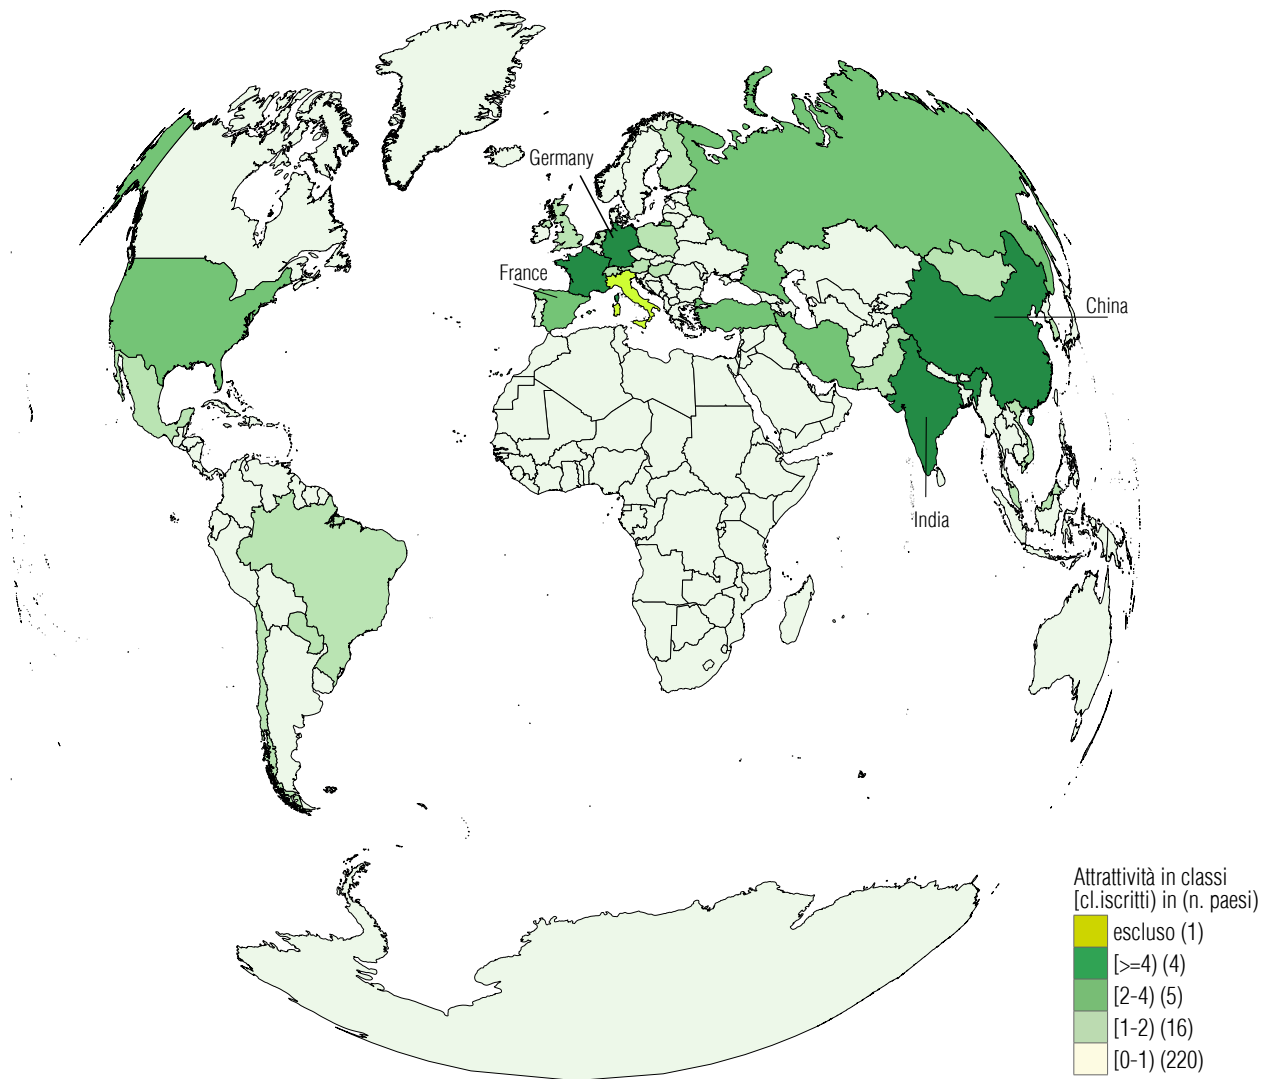 Germany
France
China
India
Attrattività in classi
[cl.iscritti) in (n. paesi)
escluso (1)
[>=4) (4)
[2-4) (5)
[1-2) (16)
[0-1) (220)